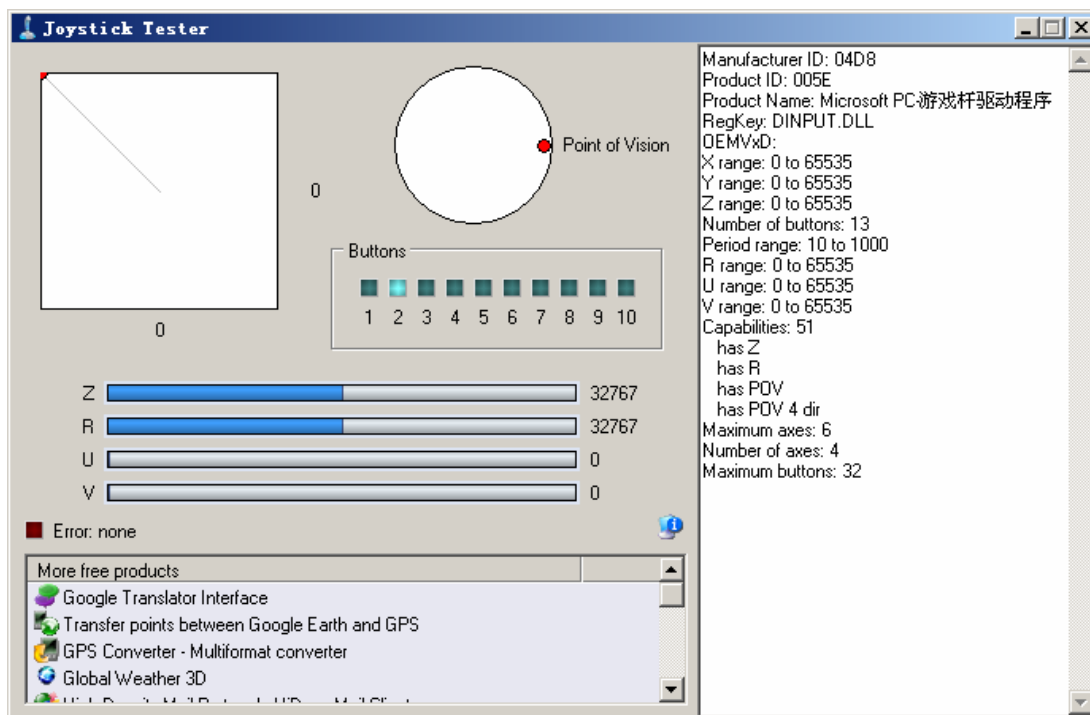 Joystick Tester
0
0
Point of Vision
Buttons
1 2 3 4 5 6 7 8 9 10
Z 32767
R 32767
U 0
V 0
Error: none
More free products
Google Translator Interface
Transfer points between Google Earth and GPS
GPS Converter - Multiformat converter
Global Weather 3D
Manufacturer ID: 04D8
Product ID: 005E
Product Name: Microsoft PC-游戏杆驱动程序
RegKey: DINPUT.DLL
OEMVxD:
X range: 0 to 65535
Y range: 0 to 65535
Z range: 0 to 65535
Number of buttons: 13
Period range: 10 to 1000
R range: 0 to 65535
U range: 0 to 65535
V range: 0 to 65535
Capabilities: 51
has Z
has R
has POV
has POV 4 dir
Maximum axes: 6
Number of axes: 4
Maximum buttons: 32